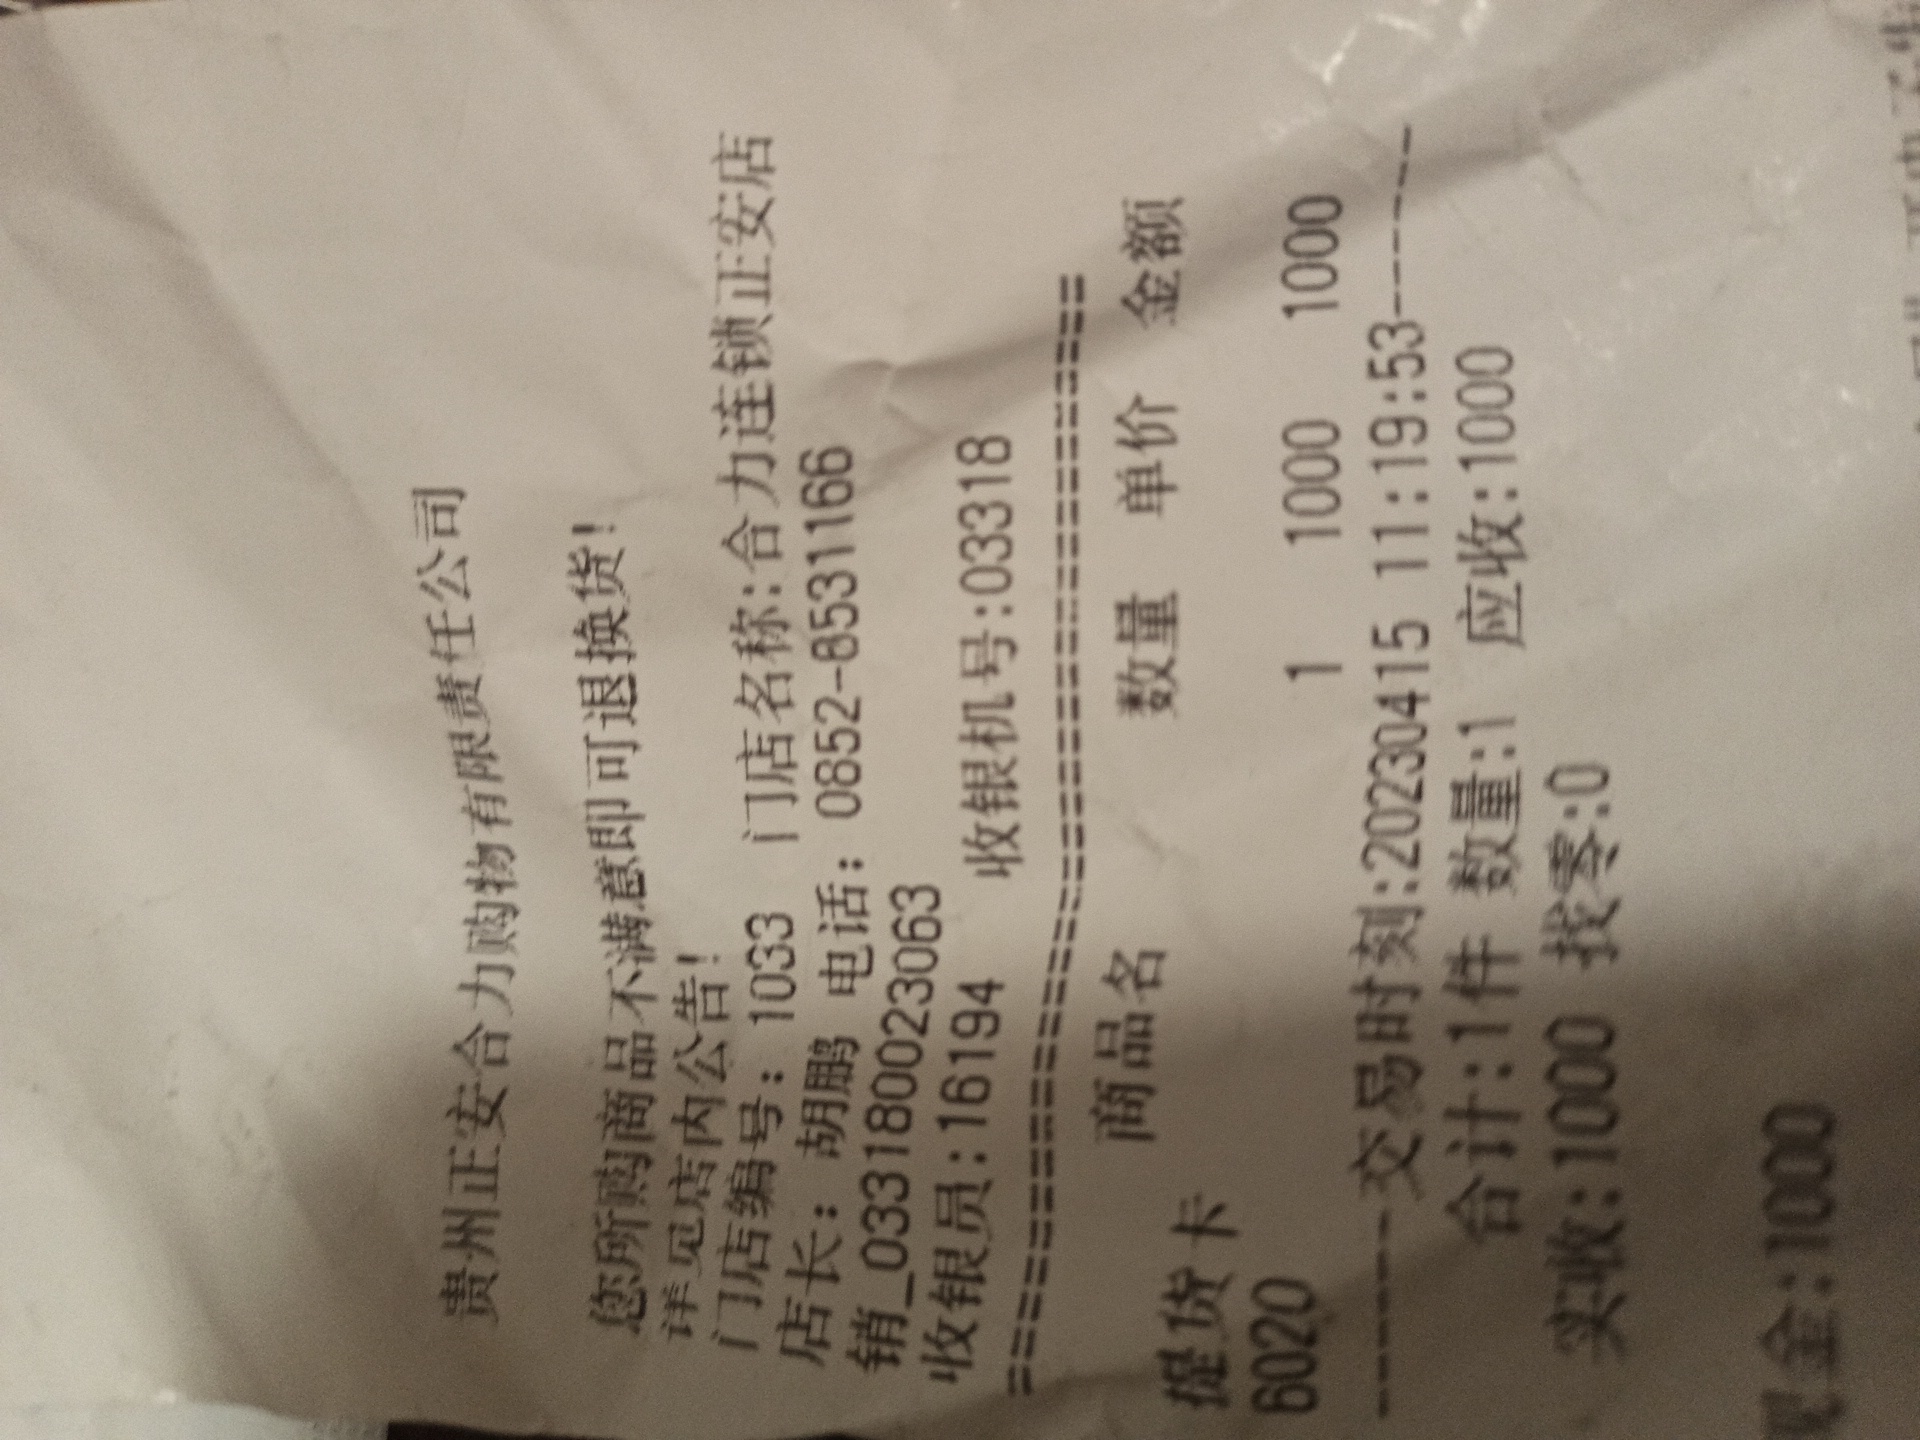 贵州正安合力购物有限责任公司
您所购商品不满意即可退换货!
详见店内公告!
门店编号: 1033 门店名称:合力连锁正安店
店长: 胡鹏 电话: 0852-8531166
销_033180023063
收银员:16194 收银机号:033318
==========================================
商品名 数量 单价 金额
提货卡
6020 1 1000 1000
--------交易时刻:20230415 11:19:53--------
合计:1件 数量:1 应收:1000
实收:1000 找零:0
现金:1000